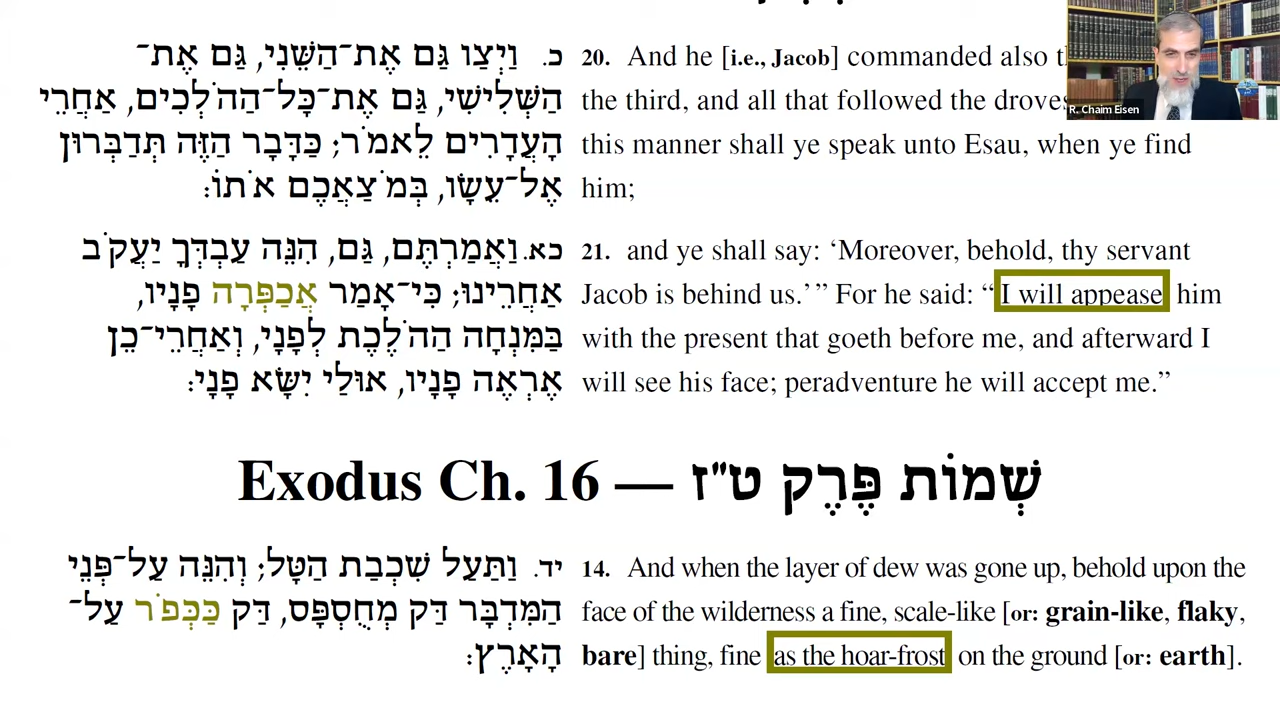 R. Chaim Eisen
כ. וַיְצַו גַּם אֶת־הַשֵּׁנִי, גַּם אֶת־
הַשְּׁלִישִׁי, גַּם אֶת־כָּל־הַהֹלְכִים, אַחֲרֵי
הָעֲדָרִים לֵאמֹר; כַּדָּבָר הַזֶּה תְּדַבְּרוּן
אֶל־עֵשָׂו, בְּמֹצַאֲכֶם אֹתוֹ:
20. And he [i.e., Jacob] commanded also
the third, and all that followed the droves
this manner shall ye speak unto Esau, when ye find
him;
כא. וַאֲמַרְתֶּם, גַּם, הִנֵּה עַבְדְּךָ יַעֲקֹב
אַחֲרֵינוּ; כִּי־אָמַר אֲכַפְּרָה פָנָיו,
בַּמִּנְחָה הַהֹלֶכֶת לְפָנָי, וְאַחֲרֵי־כֵן
אֶרְאֶה פָנָיו, אוּלַי יִשָּׂא פָנָי:
21. and ye shall say: ‘Moreover, behold, thy servant
Jacob is behind us.’ ” For he said: “ I will appease him
with the present that goeth before me, and afterward I
will see his face; peradventure he will accept me.”
Exodus Ch. 16 — שְׁמוֹת פֶּרֶק ט"ז
יד. וַתַּעַל שִׁכְבַת הַטָּל; וְהִנֵּה עַל־פְּנֵי
הַמִּדְבָּר דַּק מְחֻסְפָּס, דַּק כַּכְּפֹר עַל־
הָאָרֶץ:
14. And when the layer of dew was gone up, behold upon the
face of the wilderness a fine, scale-like [or: grain-like, flaky,
bare] thing, fine as the hoar-frost on the ground [or: earth].